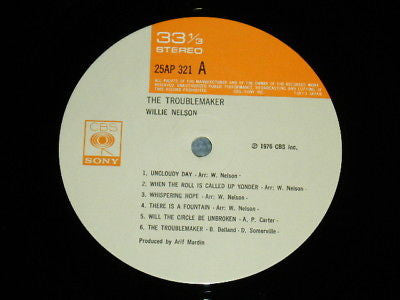 33 1/3
STEREO
25AP 321 A
ALL RIGHTS OF THE MANUFACTURER AND OF THE OWNER OF THE RECORDED WORK
RESERVED. UNAUTHORIZED PUBLIC PERFORMANCE, BROADCASTING AND COPYING OF
THIS RECORD PROHIBITED
THE TROUBLEMAKER
WILLIE NELSON
CBS
SONY
Ⓟ 1976 CBS Inc.
1. UNCLOUDY DAY - Arr: W. Nelson -
2. WHEN THE ROLL IS CALLED UP YONDER - Arr: W. Nelson -
3. WHISPERING HOPE - Arr: W. Nelson -
4. THERE IS A FOUNTAIN - Arr: W. Nelson -
5. WILL THE CIRCLE BE UNBROKEN - A. P. Carter -
6. THE TROUBLEMAKER - B. Belland - D. Somerville -
Produced by Arif Mardin